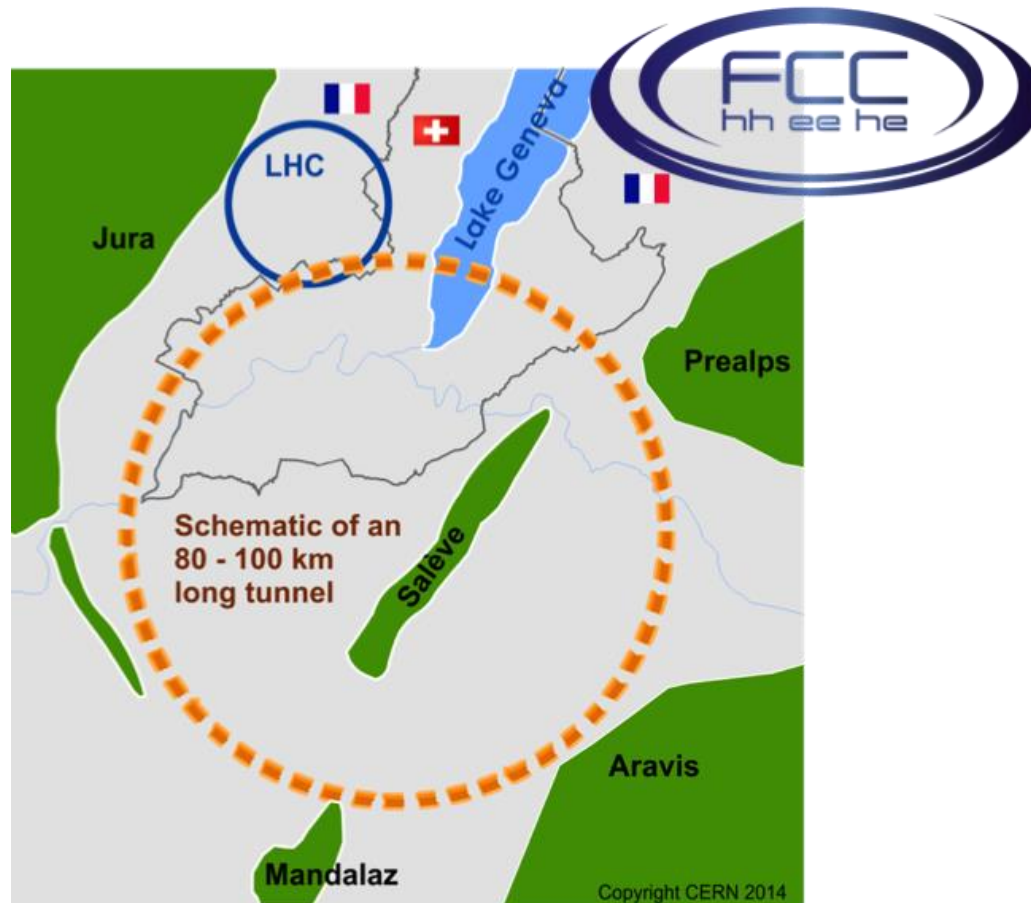 FCC
hh ee he
LHC
Lake Geneva
Jura
Prealps
Schematic of an
80 - 100 km
long tunnel
Salève
Aravis
Mandalaz
Copyright CERN 2014